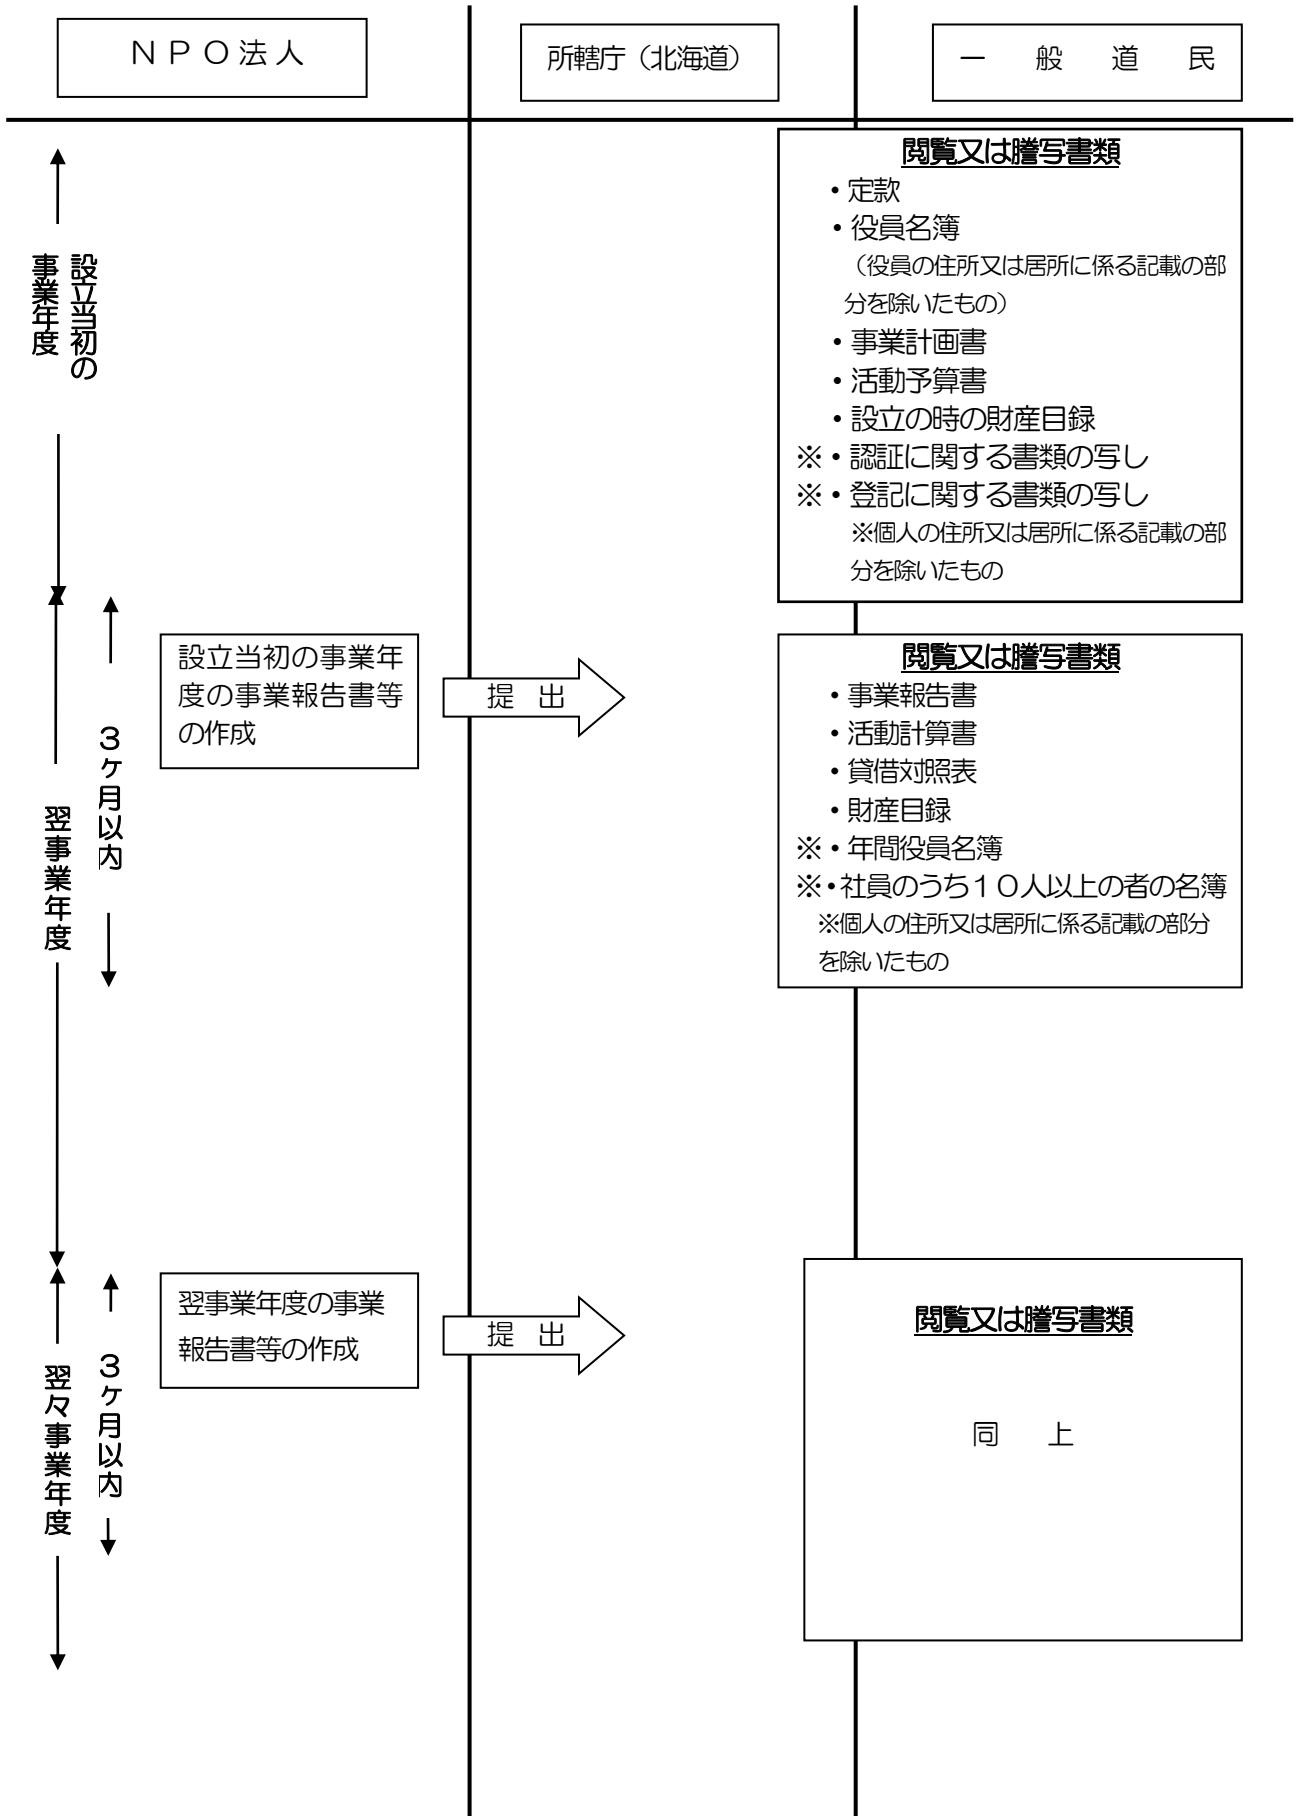 ＮＰＯ法人
所轄庁（北海道）
一　般　道　民
設立当初の
事業年度
閲覧又は謄写書類
・定款
・役員名簿
（役員の住所又は居所に係る記載の部
分を除いたもの）
・事業計画書
・活動予算書
・設立の時の財産目録
※・認証に関する書類の写し
※・登記に関する書類の写し
※個人の住所又は居所に係る記載の部
分を除いたもの
翌事業年度
３ヶ月以内
設立当初の事業年
度の事業報告書等
の作成
提　出
閲覧又は謄写書類
・事業報告書
・活動計算書
・貸借対照表
・財産目録
※・年間役員名簿
※・社員のうち１０人以上の者の名簿
※個人の住所又は居所に係る記載の部分
を除いたもの
翌々事業年度
３ヶ月以内
翌事業年度の事業
報告書等の作成
提　出
閲覧又は謄写書類
同　上